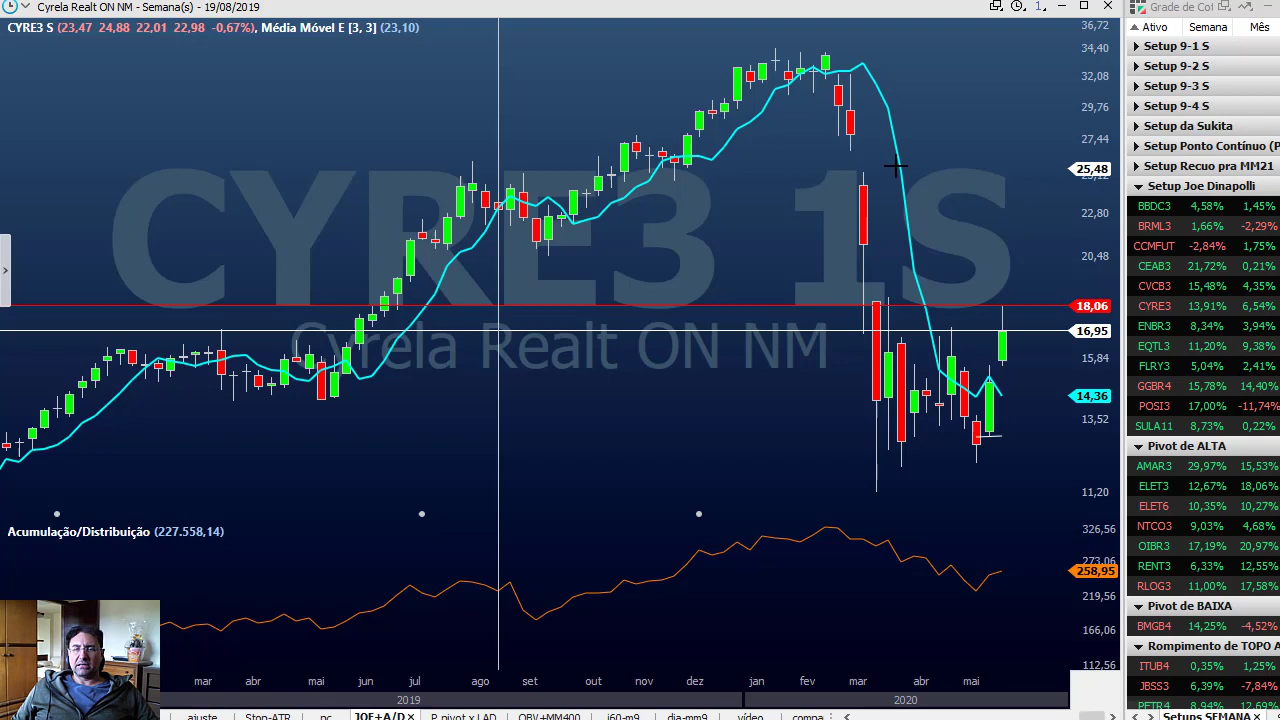 Cyrela Realt ON NM - Semana(s) - 19/08/2019
1
CYRE3 S (23,47 24,88 22,01 22,98 -0,67%), Média Móvel E [3, 3] (23,10)
CYRE3 1S
Cyrela Realt ON NM
36,72
34,40
32,08
29,76
27,44
25,48
22,80
20,48
18,06
16,95
15,84
14,36
13,52
11,20
Acumulação/Distribuição (227.558,14)
326,56
273,06
258,95
219,56
166,06
112,56
mar abr mai jun jul ago set out nov dez jan fev mar abr mai
2019 2020
ajuste Stop-ATR pc JOE+A/D P pivot x LAD OBV+MM400 i60-m9 dia-mm9 vídeo compa
Grade de Cot
Ativo Semana Mês
Setup 9-1 S
Setup 9-2 S
Setup 9-3 S
Setup 9-4 S
Setup da Sukita
Setup Ponto Contínuo (P
Setup Recuo pra MM21
Setup Joe Dinapolli
BBDC3 4,58% 1,45%
BRML3 1,66% -2,29%
CCMFUT -2,84% 1,75%
CEAB3 21,72% 0,21%
CVCB3 15,48% 4,35%
CYRE3 13,91% 6,54%
ENBR3 8,34% 3,94%
EQTL3 11,20% 9,38%
FLRY3 5,04% 2,41%
GGBR4 15,78% 14,40%
POSI3 17,00% -11,74%
SULA11 8,73% 0,22%
Pivot de ALTA
AMAR3 29,97% 15,53%
ELET3 12,67% 18,06%
ELET6 10,35% 10,27%
NTCO3 9,03% 4,68%
OIBR3 17,19% 20,97%
RENT3 6,33% 12,55%
RLOG3 11,00% 17,58%
Pivot de BAIXA
BMGB4 14,25% -4,52%
Rompimento de TOPO A
ITUB4 0,35% 1,25%
JBSS3 6,39% -7,84%
PETR4 8,94% 12,69%
Setups SEMANA